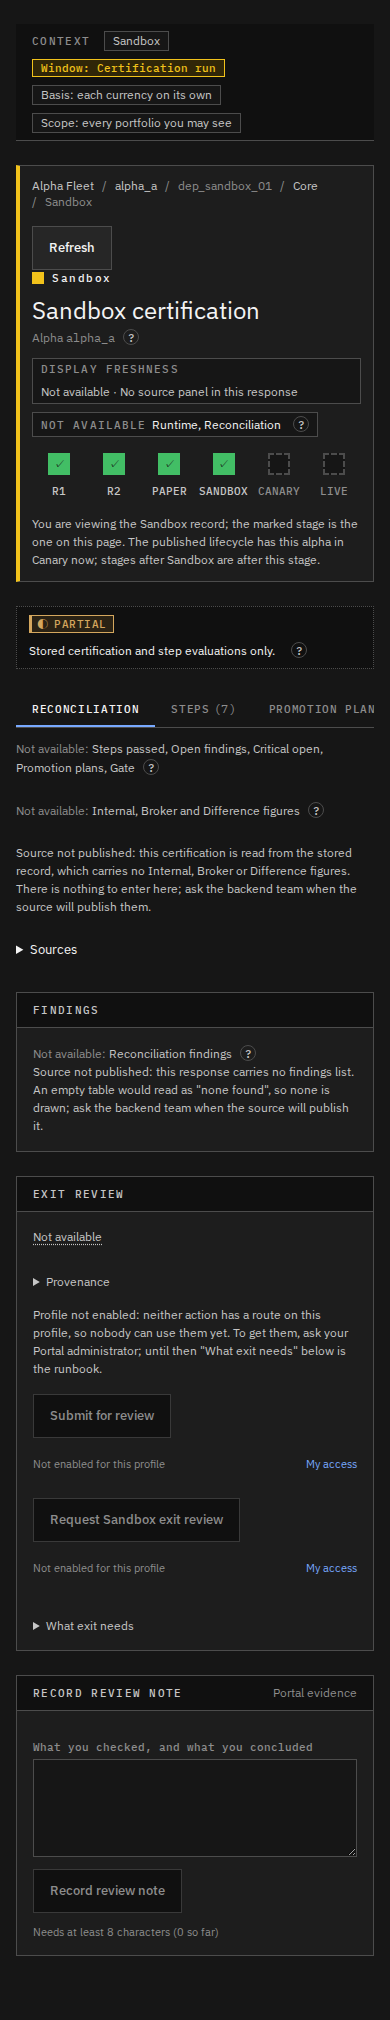 CONTEXT Sandbox
Window: Certification run
Basis: each currency on its own
Scope: every portfolio you may see
Alpha Fleet / alpha_a / dep_sandbox_01 / Core
/ Sandbox
Refresh
Sandbox
Sandbox certification
Alpha alpha_a ?
DISPLAY FRESHNESS
Not available · No source panel in this response
NOT AVAILABLE Runtime, Reconciliation ?
✓ ✓ ✓ ✓
R1 R2 PAPER SANDBOX CANARY LIVE
You are viewing the Sandbox record; the marked stage is the
one on this page. The published lifecycle has this alpha in
Canary now; stages after Sandbox are after this stage.
PARTIAL
Stored certification and step evaluations only. ?
RECONCILIATION STEPS (7) PROMOTION PLAN
Not available: Steps passed, Open findings, Critical open,
Promotion plans, Gate ?
Not available: Internal, Broker and Difference figures ?
Source not published: this certification is read from the stored
record, which carries no Internal, Broker or Difference figures.
There is nothing to enter here; ask the backend team when the
source will publish them.
Sources
FINDINGS
Not available: Reconciliation findings ?
Source not published: this response carries no findings list.
An empty table would read as "none found", so none is
drawn; ask the backend team when the source will publish
it.
EXIT REVIEW
Not available
Provenance
Profile not enabled: neither action has a route on this
profile, so nobody can use them yet. To get them, ask your
Portal administrator; until then "What exit needs" below is
the runbook.
Submit for review
Not enabled for this profile My access
Request Sandbox exit review
Not enabled for this profile My access
What exit needs
RECORD REVIEW NOTE Portal evidence
What you checked, and what you concluded
Record review note
Needs at least 8 characters (0 so far)